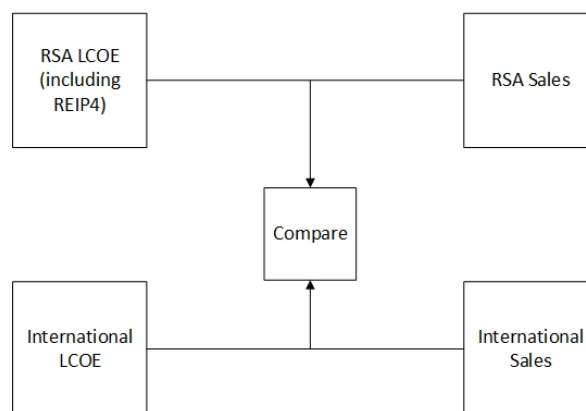 RSA LCOE
(including
REIP4)
RSA Sales
Compare
International
LCOE
International
Sales